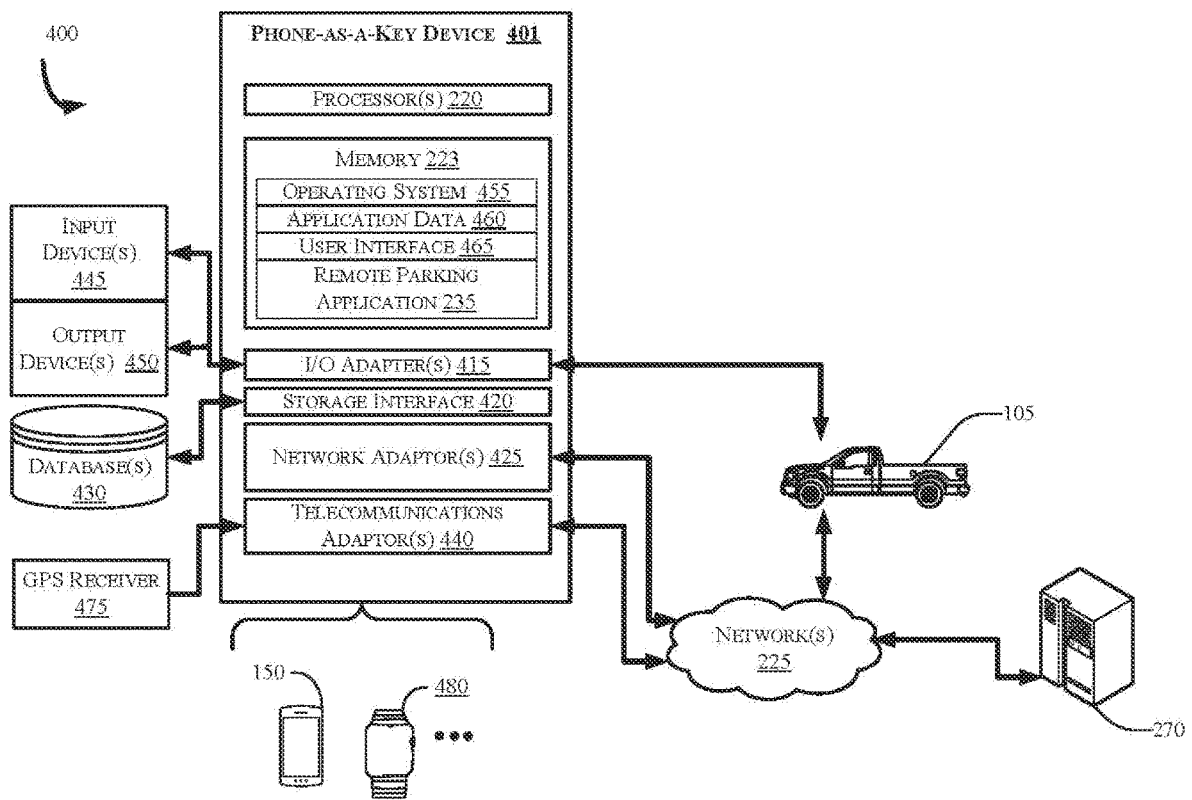 400
PHONE-AS-A-KEY DEVICE 401
PROCESSOR(S) 220
MEMORY 223
OPERATING SYSTEM 455
APPLICATION DATA 460
USER INTERFACE 465
REMOTE PARKING
APPLICATION 235
INPUT
DEVICE(S)
445
OUTPUT
DEVICE(S) 450
I/O ADAPTER(S) 415
STORAGE INTERFACE 420
DATABASE(S)
430
NETWORK ADAPTOR(S) 425
TELECOMMUNICATIONS
ADAPTOR(S) 440
GPS RECEIVER
475
105
NETWORK(S)
225
270
150
480